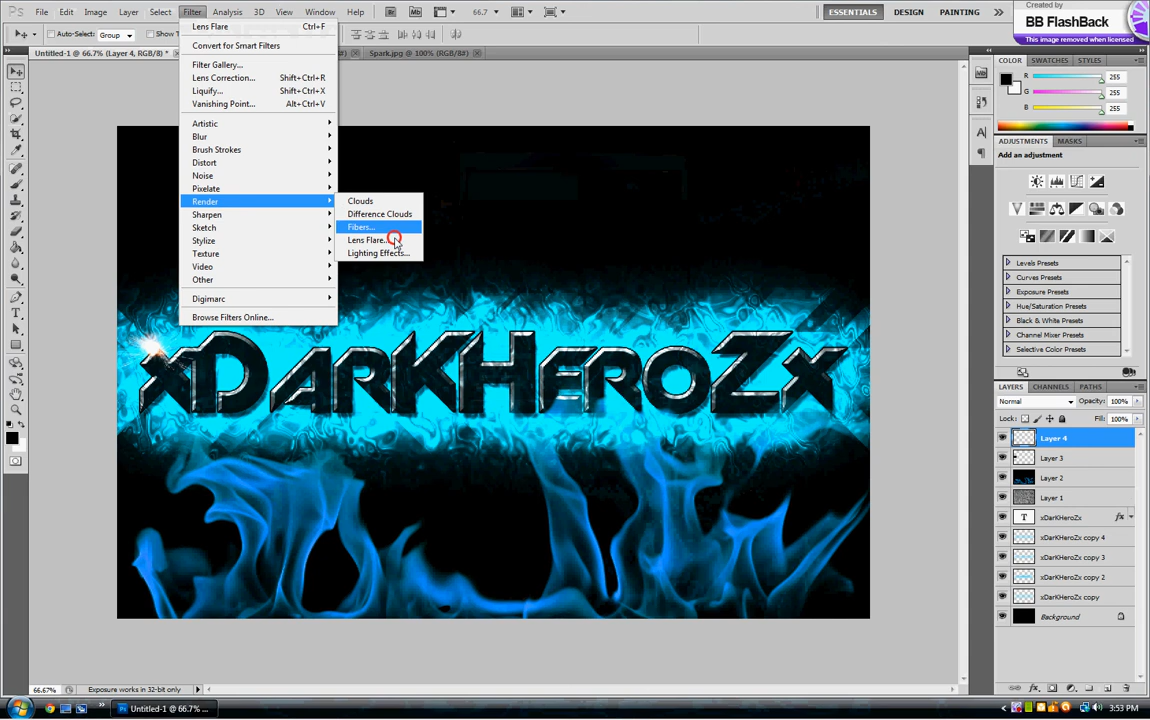 Ps File Edit Image Layer Select Filter Analysis 3D View Window Help Br Mb 66.7 ESSENTIALS DESIGN PAINTING
Created by
BB FlashBack
This image removed when licensed
Auto-Select: Group
Untitled-1 @ 66.7% (Layer 4, RGB/8#) *
Spark.jpg @ 100% (RGB/8#)
Lens Flare Ctrl+F
Convert for Smart Filters
Filter Gallery...
Lens Correction... Shift+Ctrl+R
Liquify... Shift+Ctrl+X
Vanishing Point... Alt+Ctrl+V
Artistic
Blur
Brush Strokes
Distort
Noise
Pixelate
Render
Sharpen
Sketch
Stylize
Texture
Video
Other
Digimarc
Browse Filters Online...
Clouds
Difference Clouds
Fibers...
Lens Flare...
Lighting Effects...
xDarKHeroZx
COLOR SWATCHES STYLES
R 255
G 255
B 255
ADJUSTMENTS MASKS
Add an adjustment
Levels Presets
Curves Presets
Exposure Presets
Hue/Saturation Presets
Black & White Presets
Channel Mixer Presets
Selective Color Presets
LAYERS CHANNELS PATHS
Normal Opacity: 100%
Lock: Fill: 100%
Layer 4
Layer 3
Layer 2
Layer 1
T xDarKHeroZx fx
xDarKHeroZx copy 4
xDarKHeroZx copy 3
xDarKHeroZx copy 2
xDarKHeroZx copy
Background
66.67% Exposure works in 32-bit only
Untitled-1 @ 66.7% ...
3:53 PM